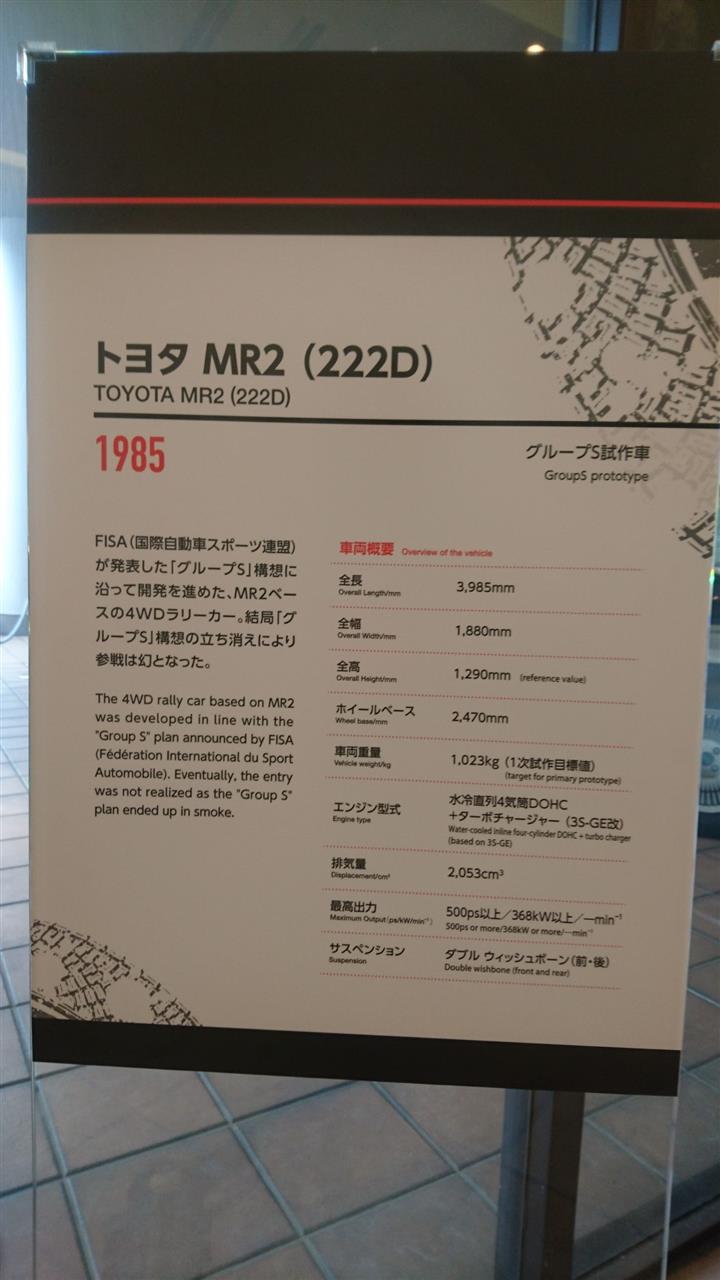 トヨタ MR2 (222D)
TOYOTA MR2 (222D)
1985
グループS試作車
GroupS prototype
FISA（国際自動車スポーツ連盟）
が発表した「グループS」構想に
沿って開発を進めた、MR2ベー
スの4WDラリーカー。結局「グ
ループS」構想の立ち消えにより
参戦は幻となった。
The 4WD rally car based on MR2
was developed in line with the
"Group S" plan announced by FISA
(Fédération International du Sport
Automobile). Eventually, the entry
was not realized as the "Group S"
plan ended up in smoke.
車両概要 Overview of the vehicle
全長 3,985mm
Overall Length/mm
全幅 1,880mm
Overall Width/mm
全高 1,290mm (reference value)
Overall Height/mm
ホイールベース 2,470mm
Wheel base/mm
車両重量 1,023kg（1次試作目標値）
Vehicle weight/kg (target for primary prototype)
エンジン型式 水冷直列4気筒DOHC
Engine type +ターボチャージャー（3S-GE改）
Water-cooled inline four-cylinder DOHC + turbo charger
(based on 3S-GE)
排気量 2,053cm³
Displacement/cm³
最高出力 500ps以上／368kW以上／―min⁻¹
Maximum Output(ps/kW/min⁻¹) 500ps or more/368kW or more/―min⁻¹
サスペンション ダブル ウィッシュボーン（前・後）
Suspension Double wishbone (front and rear)